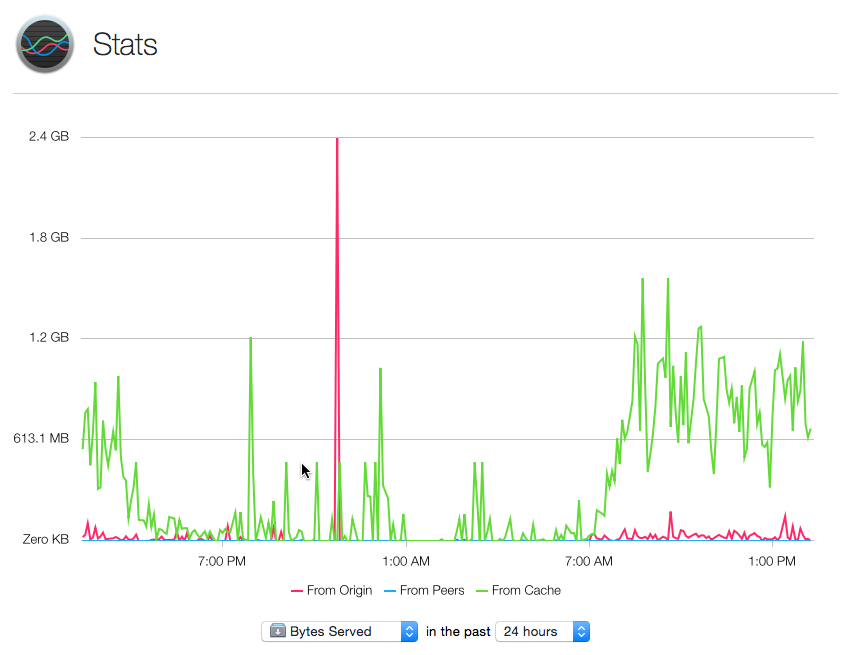 Stats
2.4 GB
1.8 GB
1.2 GB
613.1 MB
Zero KB
7:00 PM 1:00 AM 7:00 AM 1:00 PM
From Origin From Peers From Cache
Bytes Served in the past 24 hours